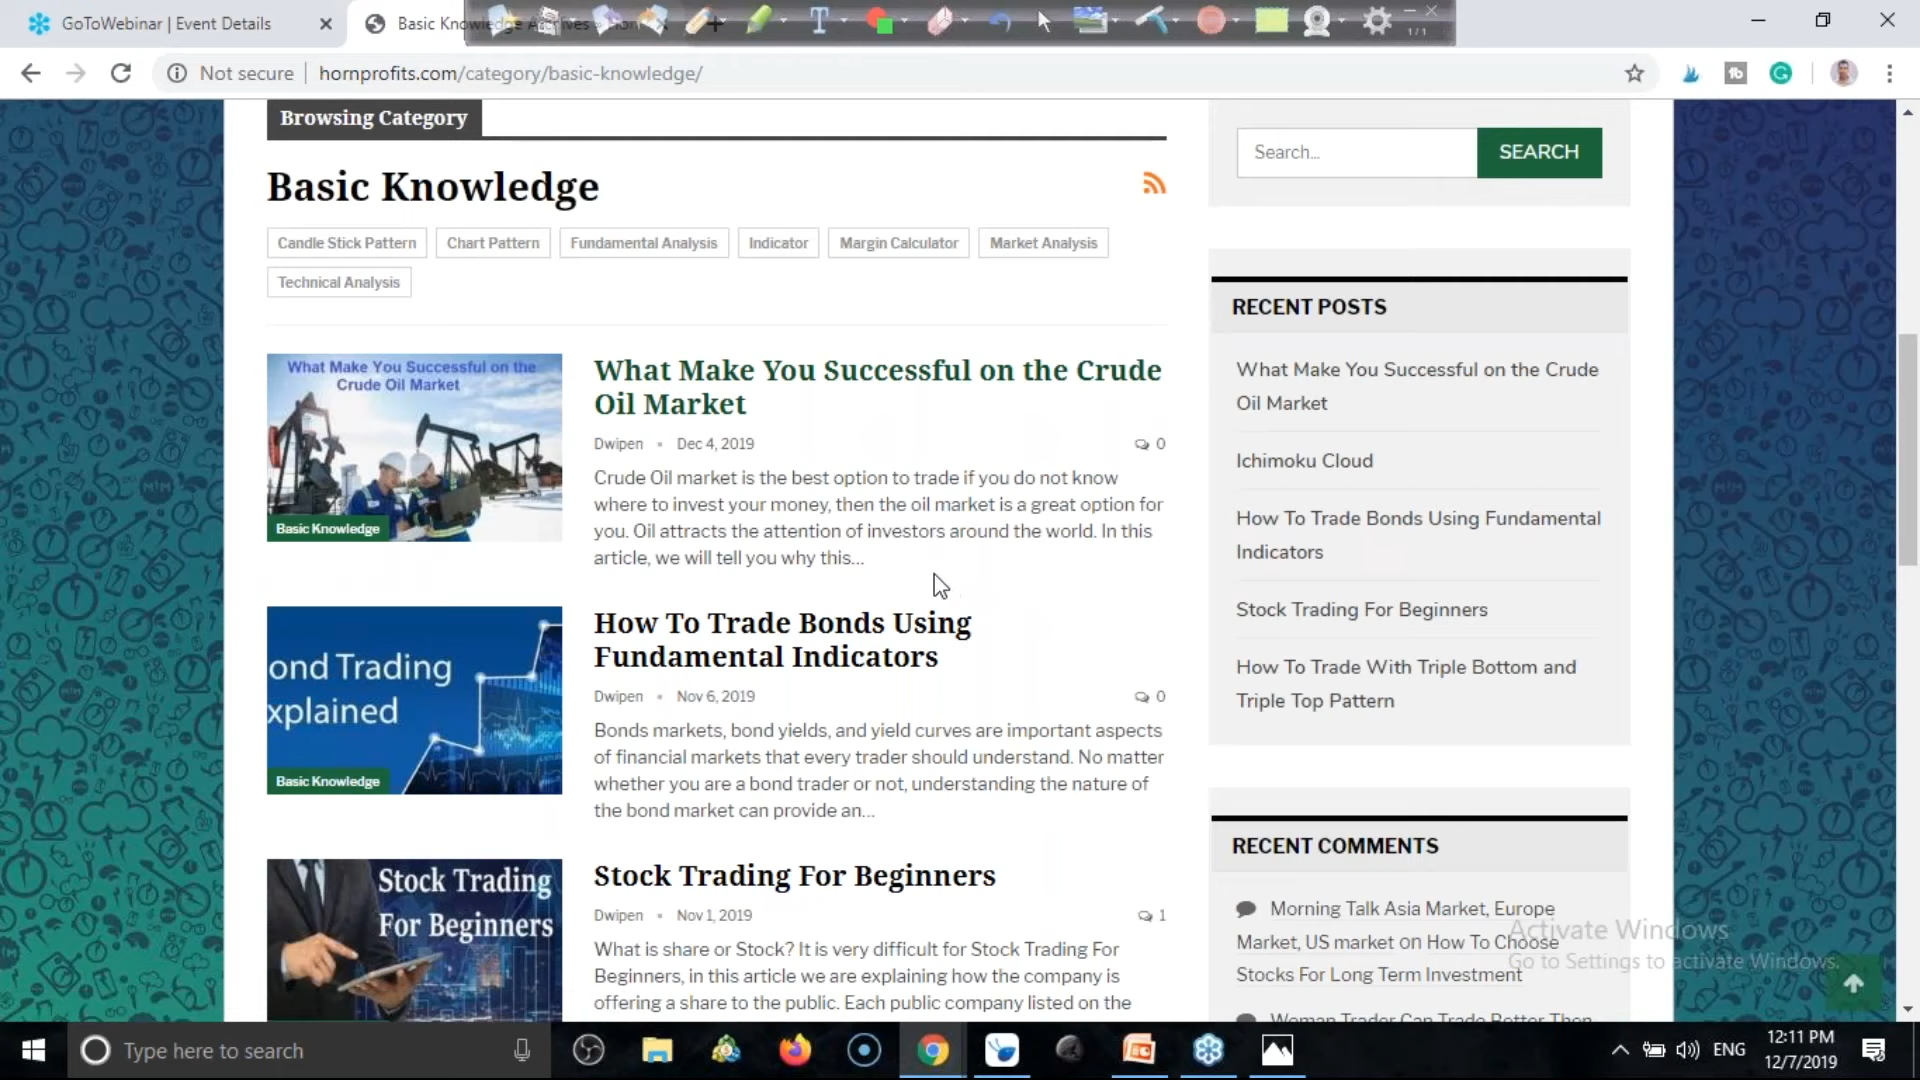 GoToWebinar | Event Details
Basic Knowledge Archives
1/1
Not secure
hornprofits.com/category/basic-knowledge/
Browsing Category
Basic Knowledge
Candle Stick Pattern
Chart Pattern
Fundamental Analysis
Indicator
Margin Calculator
Market Analysis
Technical Analysis
What Make You Successful on the
Crude Oil Market
Basic Knowledge
What Make You Successful on the Crude
Oil Market
Dwipen • Dec 4, 2019
0
Crude Oil market is the best option to trade if you do not know
where to invest your money, then the oil market is a great option for
you. Oil attracts the attention of investors around the world. In this
article, we will tell you why this...
ond Trading
xplained
Basic Knowledge
How To Trade Bonds Using
Fundamental Indicators
Dwipen • Nov 6, 2019
0
Bonds markets, bond yields, and yield curves are important aspects
of financial markets that every trader should understand. No matter
whether you are a bond trader or not, understanding the nature of
the bond market can provide an...
Stock Trading
For Beginners
Stock Trading For Beginners
Dwipen • Nov 1, 2019
1
What is share or Stock? It is very difficult for Stock Trading For
Beginners, in this article we are explaining how the company is
offering a share to the public. Each public company listed on the
Search...
SEARCH
RECENT POSTS
What Make You Successful on the Crude
Oil Market
Ichimoku Cloud
How To Trade Bonds Using Fundamental
Indicators
Stock Trading For Beginners
How To Trade With Triple Bottom and
Triple Top Pattern
RECENT COMMENTS
Morning Talk Asia Market, Europe
Market, US market on How To Choose
Stocks For Long Term Investment
Woman Trader Can Trade Better Then
Activate Windows
Go to Settings to activate Windows.
Type here to search
ENG
12:11 PM
12/7/2019